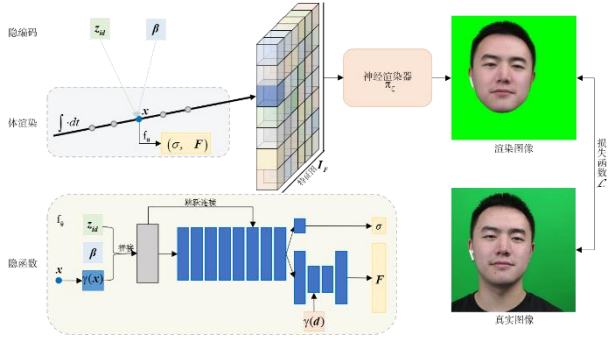 隐编码
z_id
β
x
∫·dt
f_θ
(σ, F)
体渲染
特征图 I_F
神经渲染器
π_ζ
渲染图像
损失函数 ℒ
f_θ
z_id
β
x
γ(x)
拼接
跳跃连接
σ
F
γ(d)
隐函数
真实图像